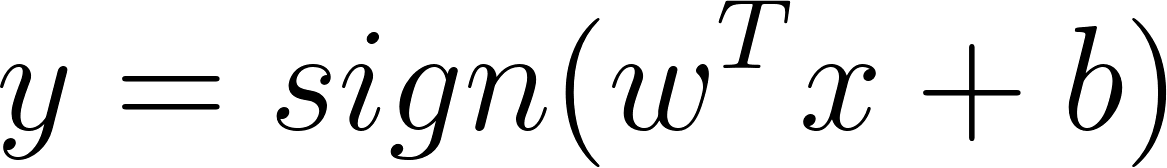 y = sign(w^T x + b)